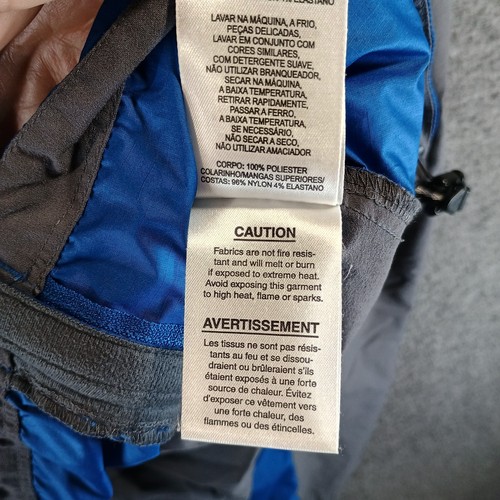 4% ELASTANO
LAVAR NA MÁQUINA, A FRIO,
PEÇAS DELICADAS,
LAVAR EM CONJUNTO COM
CORES SIMILARES,
COM DETERGENTE SUAVE,
NÃO UTILIZAR BRANQUEADOR,
SECAR NA MÁQUINA,
A BAIXA TEMPERATURA,
RETIRAR RAPIDAMENTE,
PASSAR A FERRO,
A BAIXA TEMPERATURA,
SE NECESSÁRIO,
NÃO SECAR A SECO,
NÃO UTILIZAR AMACIADOR
CORPO: 100% POLIESTER
COLARINHO/MANGAS SUPERIORES/
COSTAS: 96% NYLON 4% ELASTANO
CAUTION
Fabrics are not fire resis-
tant and will melt or burn
if exposed to extreme heat.
Avoid exposing this garment
to high heat, flame or sparks.
AVERTISSEMENT
Les tissus ne sont pas résis-
tants au feu et se dissou-
draient ou brûleraient s'ils
étaient exposés à une forte
source de chaleur. Évitez
d'exposer ce vêtement vers
une forte chaleur, des
flammes ou des étincelles.